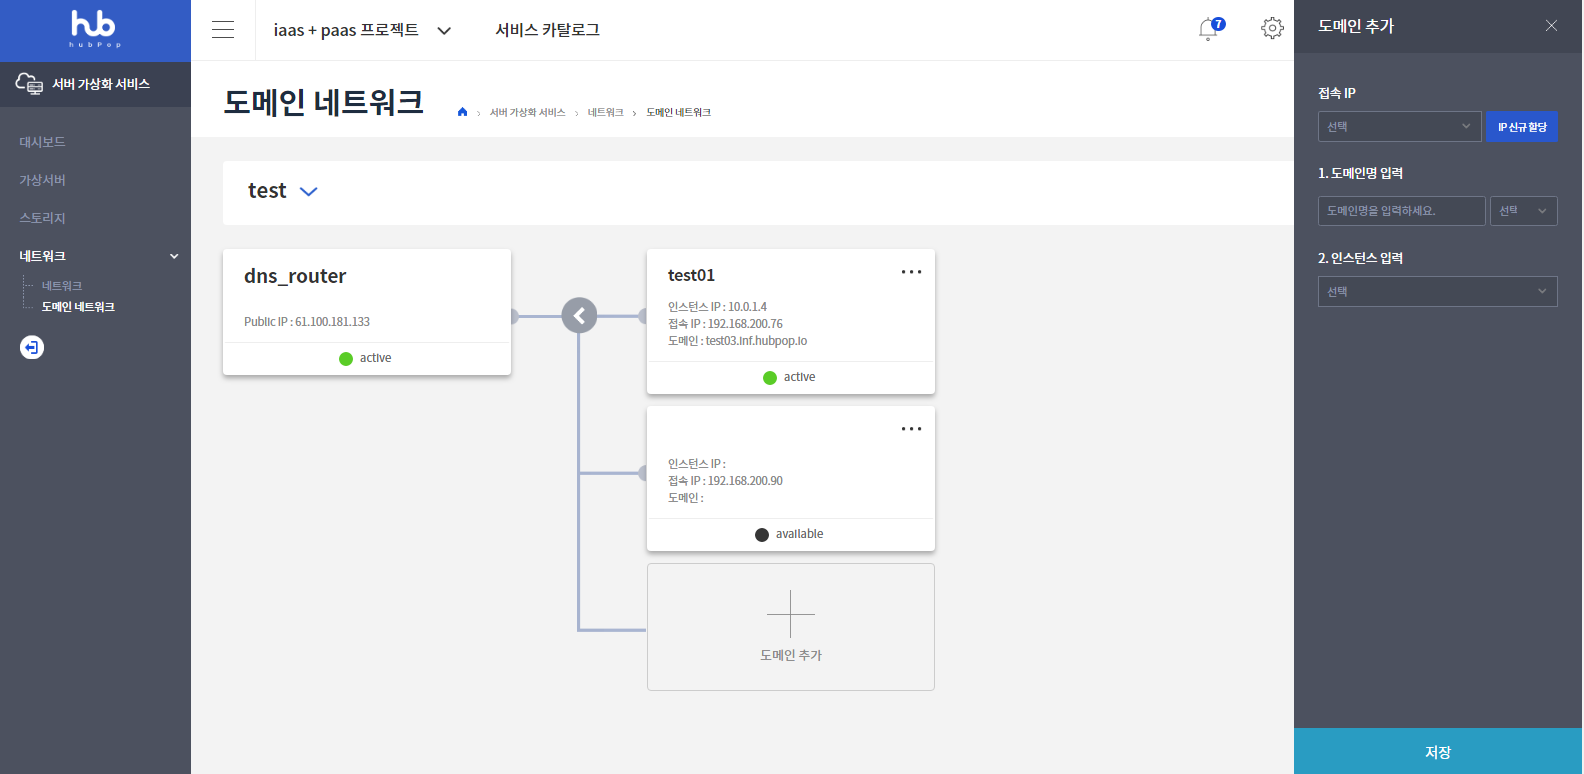 hub
hubPop
서버 가상화 서비스
대시보드
가상서버
스토리지
네트워크
네트워크
도메인 네트워크
iaas + paas 프로젝트
서비스 카탈로그
7
도메인 네트워크
서버 가상화 서비스 > 네트워크 > 도메인 네트워크
test
dns_router
Public IP : 61.100.181.133
active
test01
인스턴스 IP : 10.0.1.4
접속 IP : 192.168.200.76
도메인 : test03.inf.hubpop.io
active
인스턴스 IP :
접속 IP : 192.168.200.90
도메인 :
available
도메인 추가
도메인 추가
접속 IP
선택
IP 신규 할당
1. 도메인명 입력
도메인명을 입력하세요.
선택
2. 인스턴스 입력
선택
저장